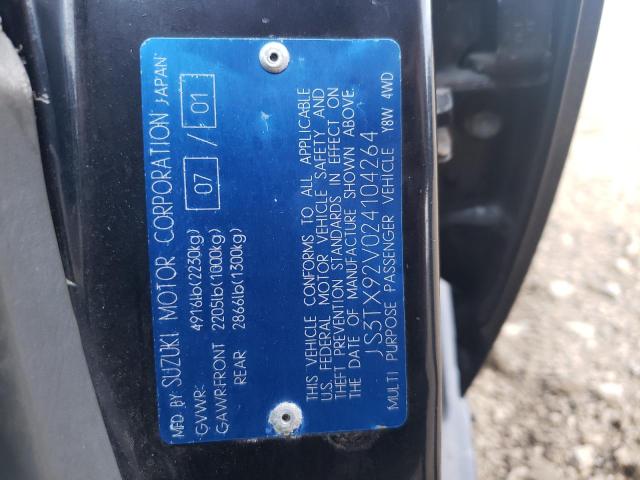 MFD. BY SUZUKI MOTOR CORPORATION JAPAN
07 / 01
GVWR: 4916lb(2230kg)
GAWR:FRONT 2205lb(1000kg)
REAR 2866lb(1300kg)
THIS VEHICLE CONFORMS TO ALL APPLICABLE
U.S. FEDERAL MOTOR VEHICLE SAFETY AND
THEFT PREVENTION STANDARDS IN EFFECT ON
THE DATE OF MANUFACTURE SHOWN ABOVE.
JS3TX92V024104264
MULTI PURPOSE PASSENGER VEHICLE Y8W 4WD